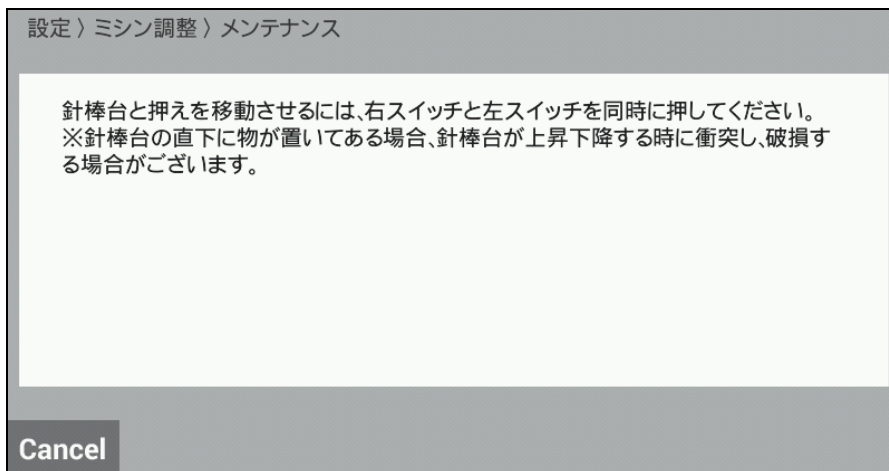 設定 〉 ミシン調整 〉 メンテナンス
針棒台と押えを移動させるには、右スイッチと左スイッチを同時に押してください。
※針棒台の直下に物が置いてある場合、針棒台が上昇下降する時に衝突し、破損す
る場合がございます。
Cancel